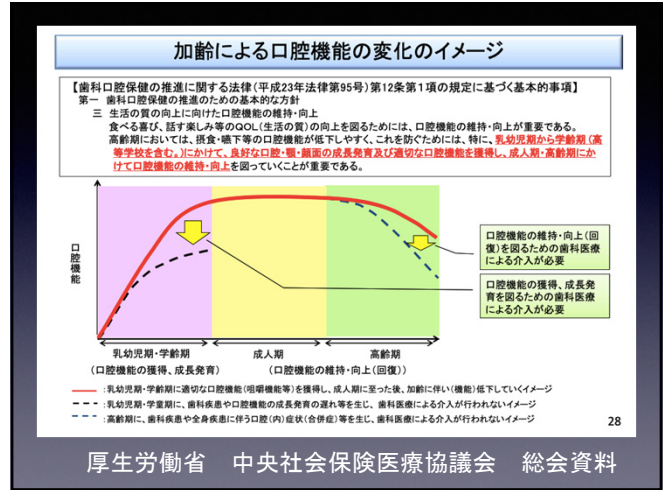 加齢による口腔機能の変化のイメージ
【歯科口腔保健の推進に関する法律(平成23年法律第95号)第12条第1項の規定に基づく基本的事項】
第一 歯科口腔保健の推進のための基本的な方針
三 生活の質の向上に向けた口腔機能の維持・向上
食べる喜び、話す楽しみ等のQOL(生活の質)の向上を図るためには、口腔機能の維持・向上が重要である。
高齢期においては、摂食・嚥下等の口腔機能が低下しやすく、これを防ぐためには、特に、乳幼児期から学齢期(高
等学校を含む。)にかけて、良好な口腔・顎・顔面の成長発育及び適切な口腔機能を獲得し、成人期・高齢期にか
けて口腔機能の維持・向上を図っていくことが重要である。
口腔機能
口腔機能の維持・向上(回
復)を図るための歯科医療
による介入が必要
口腔機能の獲得、成長発
育を図るための歯科医療
による介入が必要
乳幼児期・学齢期 成人期 高齢期
(口腔機能の獲得、成長発育) (口腔機能の維持・向上(回復))
:乳幼児期・学齢期に適切な口腔機能(咀嚼機能等)を獲得し、成人期に至った後、加齢に伴い(機能)低下していくイメージ
:乳幼児期・学童期に、歯科疾患や口腔機能の成長発育の遅れ等を生じ、歯科医療による介入が行われないイメージ
:高齢期に、歯科疾患や全身疾患に伴う口腔(内)症状(合併症)等を生じ、歯科医療による介入が行われないイメージ
28
厚生労働省 中央社会保険医療協議会 総会資料